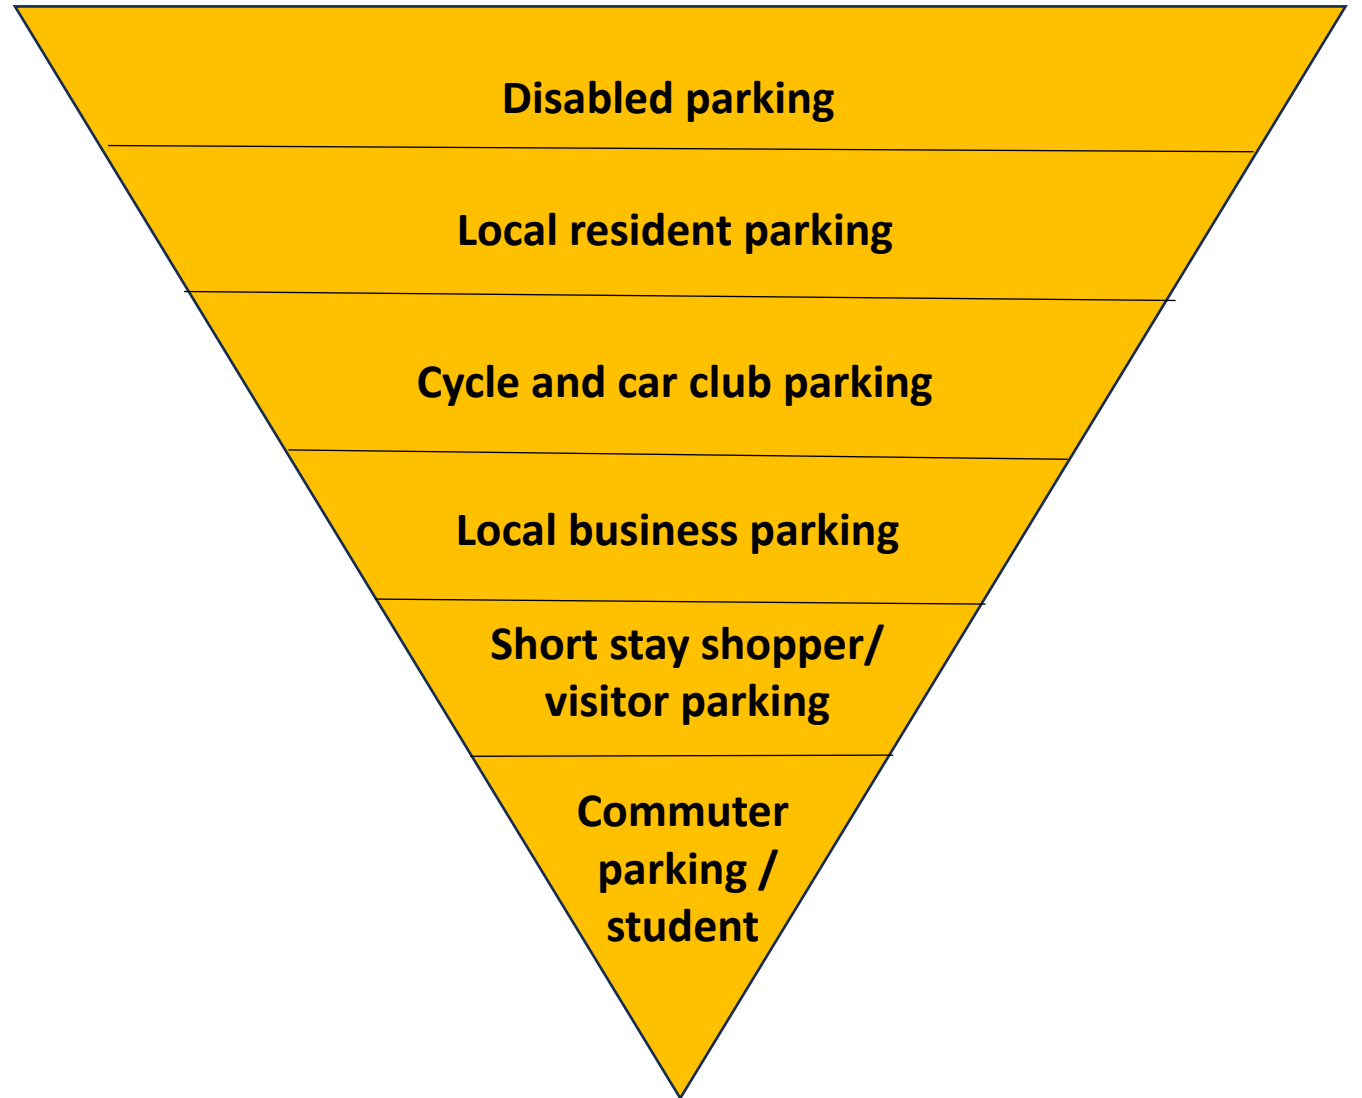 Disabled parking
Local resident parking
Cycle and car club parking
Local business parking
Short stay shopper/
visitor parking
Commuter
parking /
student